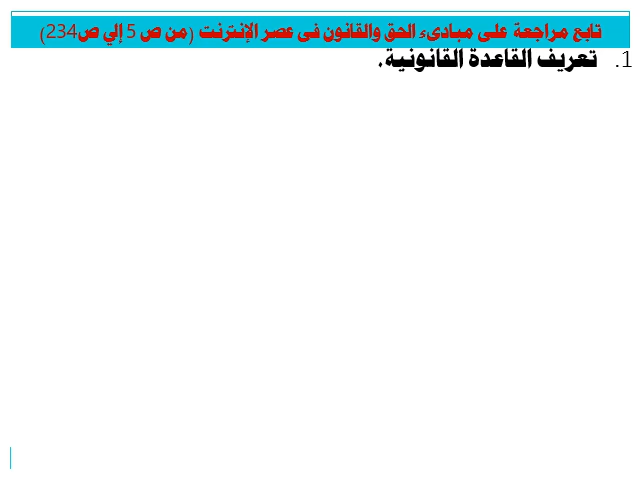 تابع مراجعة على مبادىء الحق والقانون فى عصر الإنترنت (من ص 5 إلي ص234)
1. تعريف القاعدة القانونية.